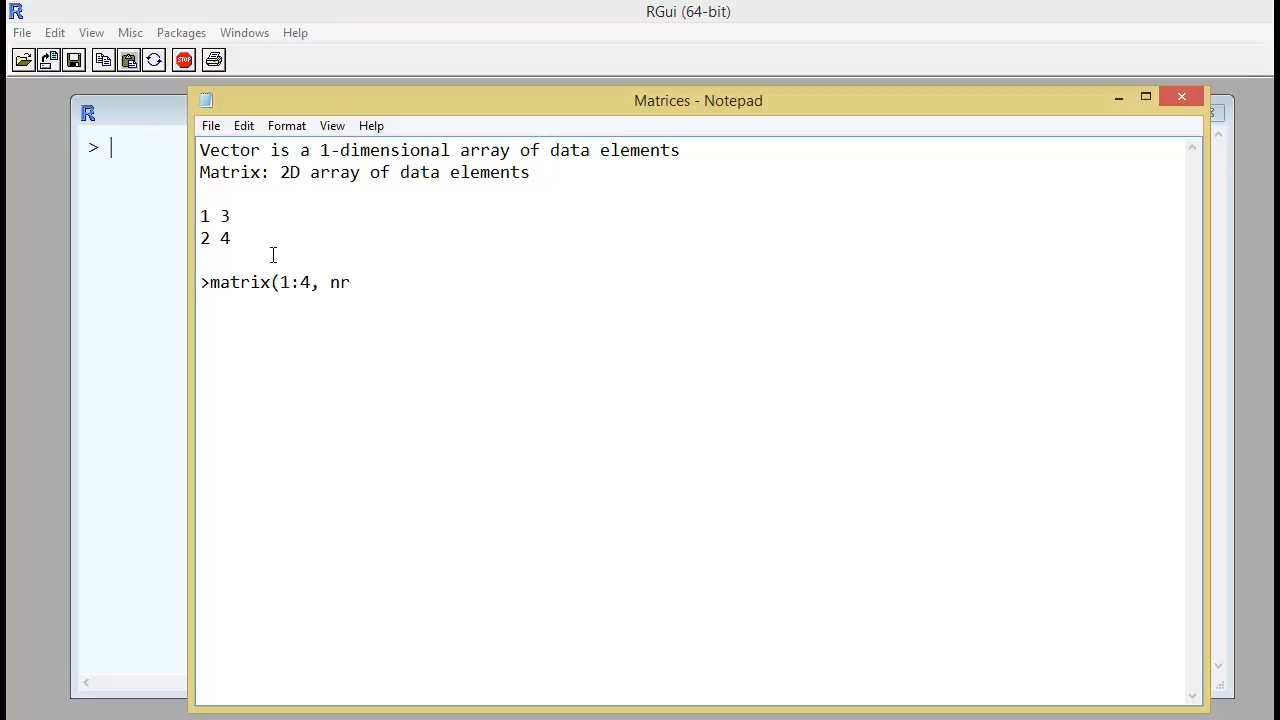 RGui (64-bit)
File Edit View Misc Packages Windows Help
STOP
R
Matrices - Notepad
File Edit Format View Help
>
Vector is a 1-dimensional array of data elements
Matrix: 2D array of data elements
1 3
2 4
>matrix(1:4, nr